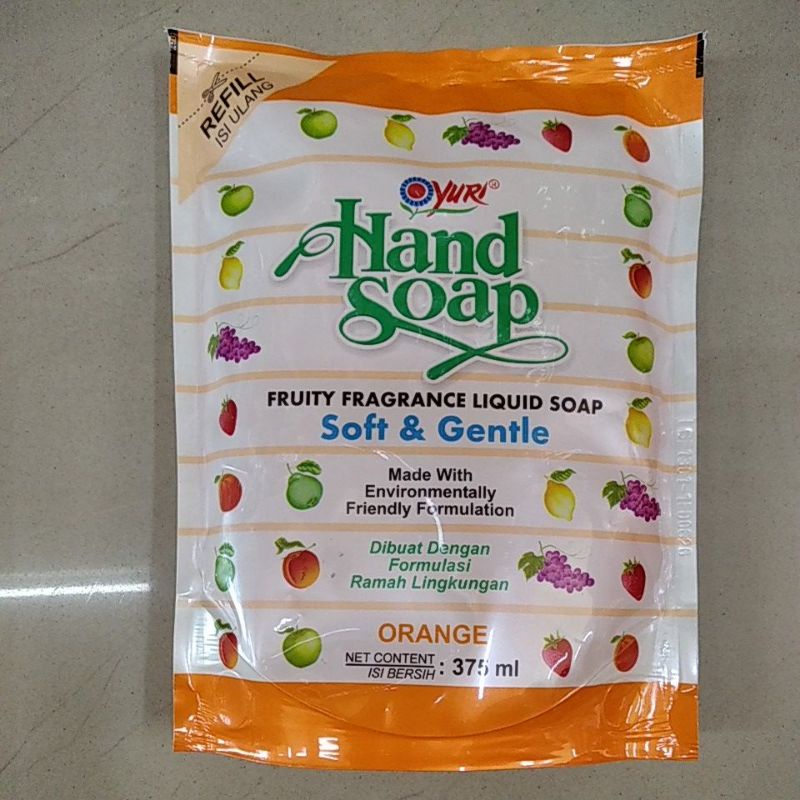 REFILL
ISI ULANG
YURI®
Hand
Soap
FRUITY FRAGRANCE LIQUID SOAP
Soft & Gentle
Made With
Environmentally
Friendly Formulation
Dibuat Dengan
Formulasi
Ramah Lingkungan
ORANGE
NET CONTENT
ISI BERSIH : 375 ml